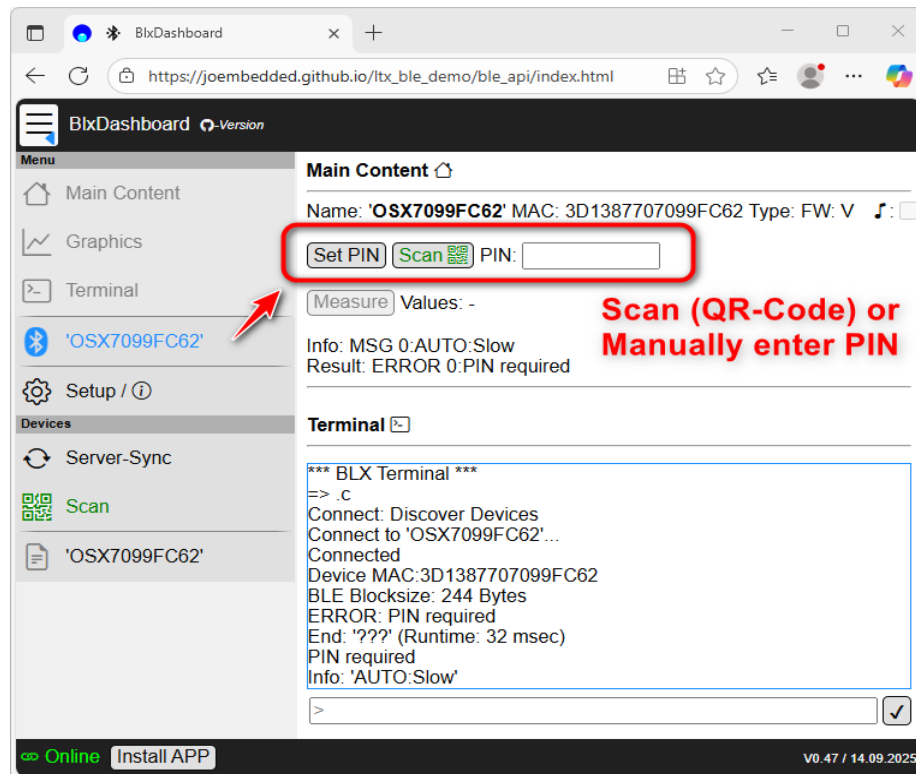 BlxDashboard
https://joembedded.github.io/ltx_ble_demo/ble_api/index.html
BlxDashboard -Version
Menu
Main Content
Graphics
Terminal
'OSX7099FC62'
Setup /
Devices
Server-Sync
Scan
'OSX7099FC62'
Main Content
Name: 'OSX7099FC62' MAC: 3D1387707099FC62 Type: FW: V :
Set PIN Scan PIN:
Measure Values: -
Scan (QR-Code) or
Manually enter PIN
Info: MSG 0:AUTO:Slow
Result: ERROR 0:PIN required
Terminal
*** BLX Terminal ***
=> .c
Connect: Discover Devices
Connect to 'OSX7099FC62'...
Connected
Device MAC:3D1387707099FC62
BLE Blocksize: 244 Bytes
ERROR: PIN required
End: '???' (Runtime: 32 msec)
PIN required
Info: 'AUTO:Slow'
>
Online Install APP
V0.47 / 14.09.2025